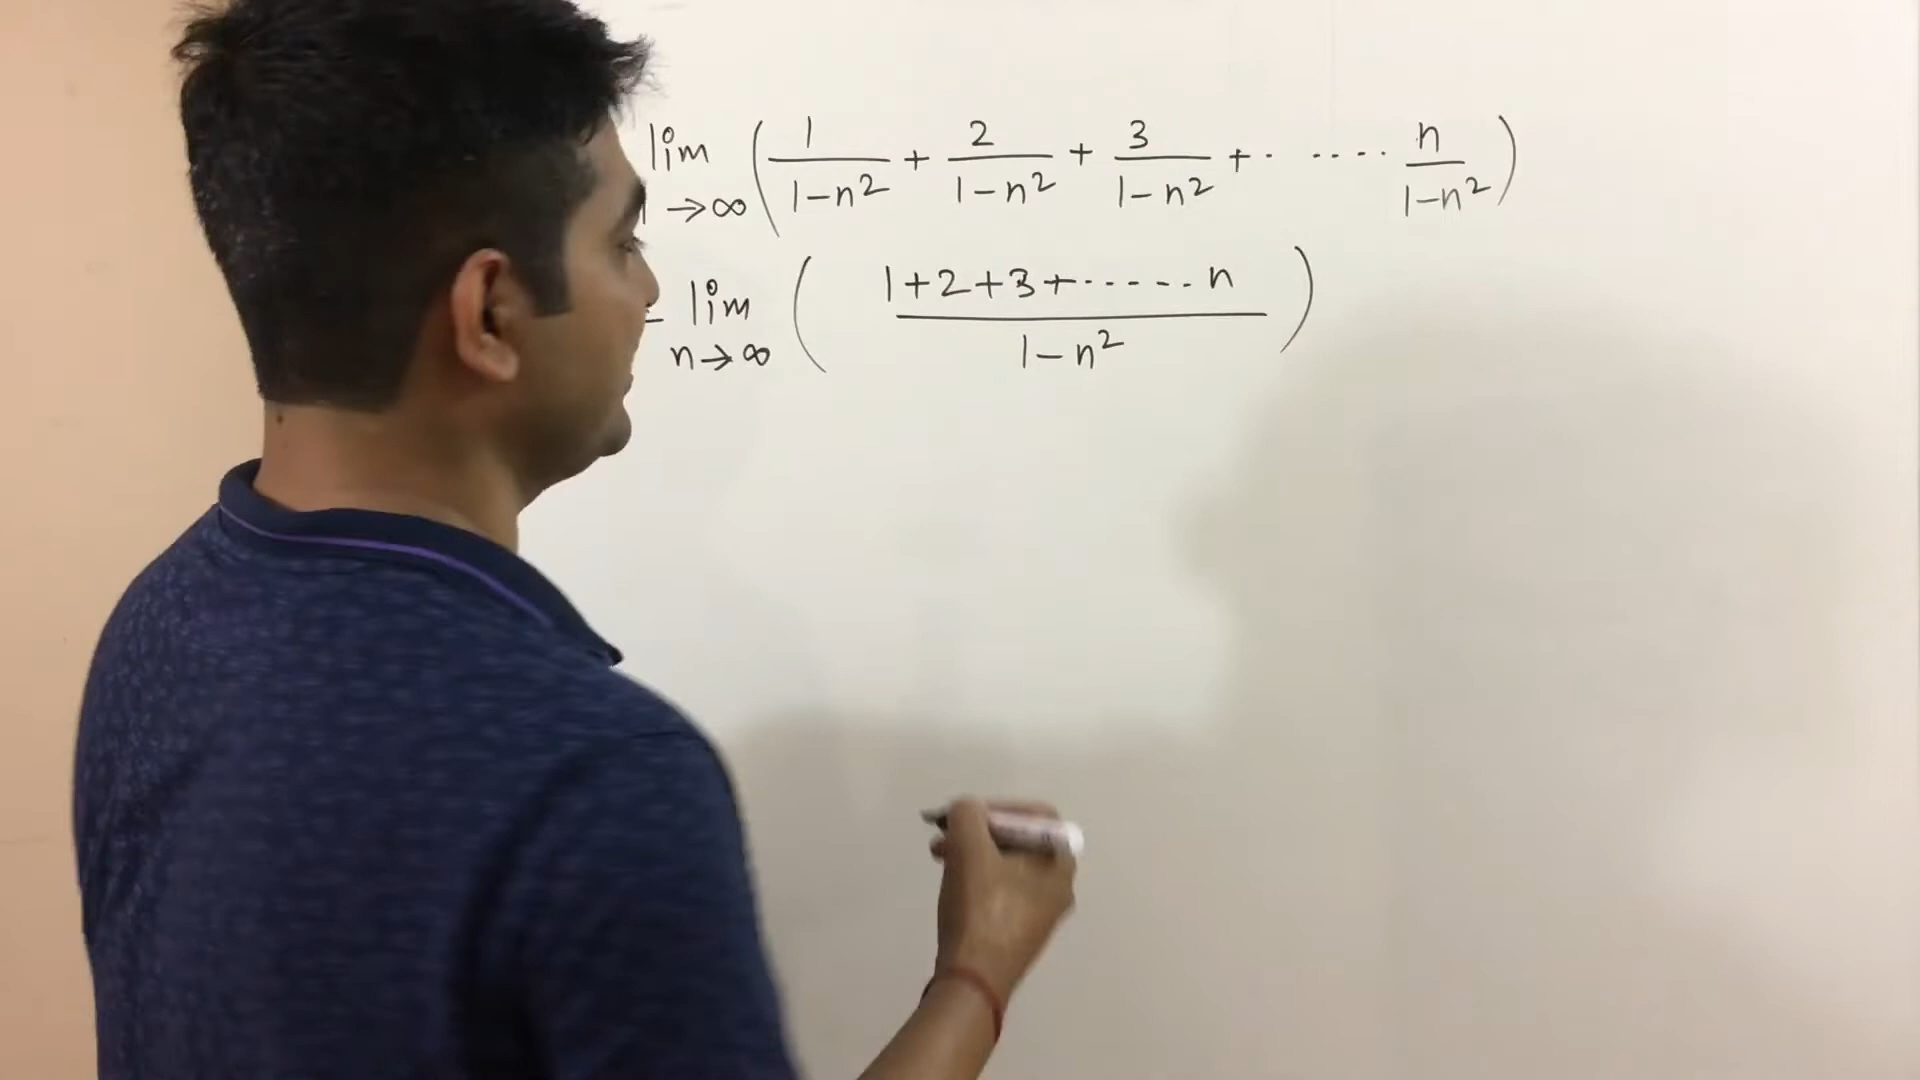 lim n→∞ ( 1/(1-n²) + 2/(1-n²) + 3/(1-n²) + · ···· n/(1-n²) )
= lim n→∞ ( (1+2+3+······ n)/(1-n²) )